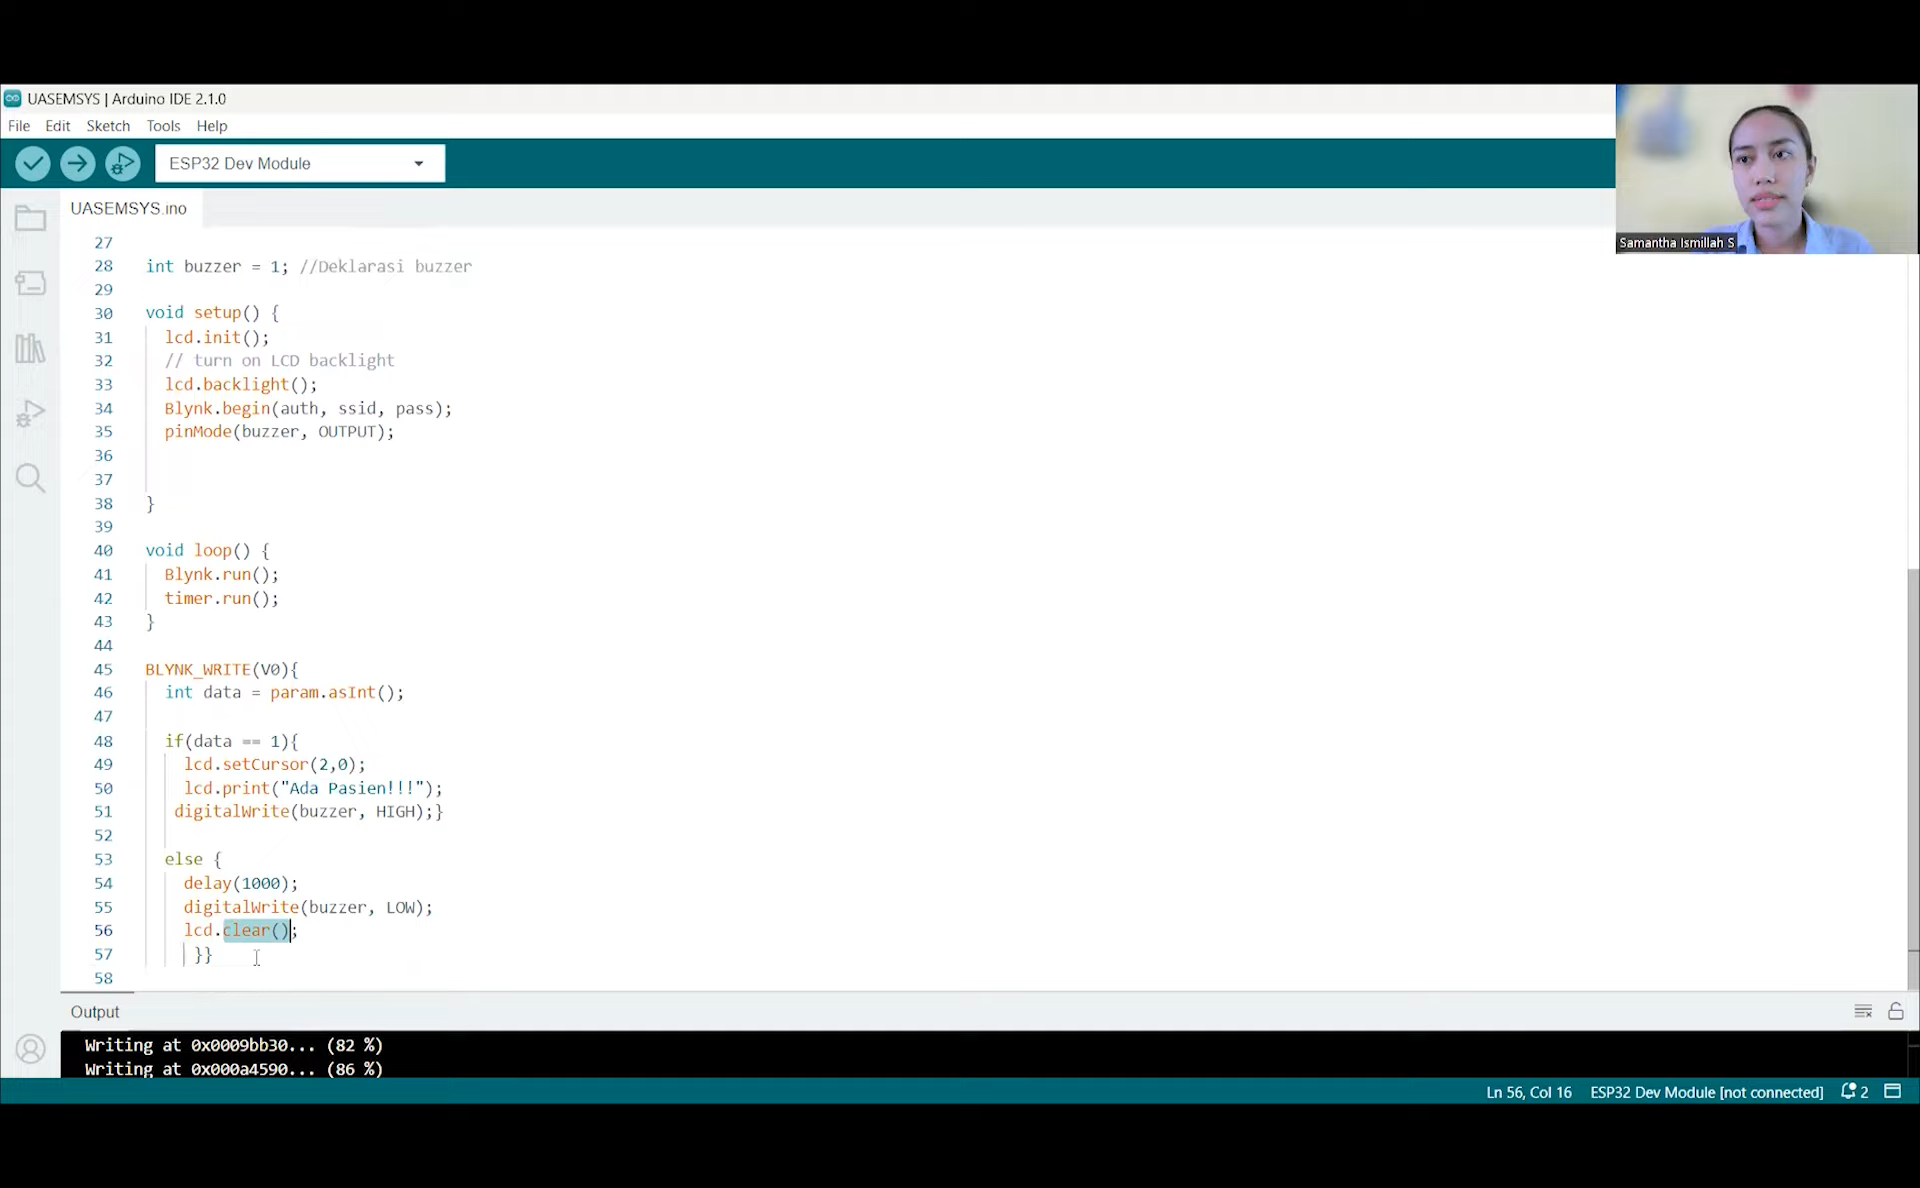 UASEMSYS | Arduino IDE 2.1.0
File Edit Sketch Tools Help
ESP32 Dev Module
UASEMSYS.ino
Samantha Ismillah S
27
28 int buzzer = 1; //Deklarasi buzzer
29
30 void setup() {
31 lcd.init();
32 // turn on LCD backlight
33 lcd.backlight();
34 Blynk.begin(auth, ssid, pass);
35 pinMode(buzzer, OUTPUT);
36
37
38 }
39
40 void loop() {
41 Blynk.run();
42 timer.run();
43 }
44
45 BLYNK_WRITE(V0){
46 int data = param.asInt();
47
48 if(data == 1){
49 lcd.setCursor(2,0);
50 lcd.print("Ada Pasien!!!");
51 digitalWrite(buzzer, HIGH);}
52
53 else {
54 delay(1000);
55 digitalWrite(buzzer, LOW);
56 lcd.clear();
57 }}
58
Output
Writing at 0x0009bb30... (82 %)
Writing at 0x000a4590... (86 %)
Ln 56, Col 16 ESP32 Dev Module [not connected] 2